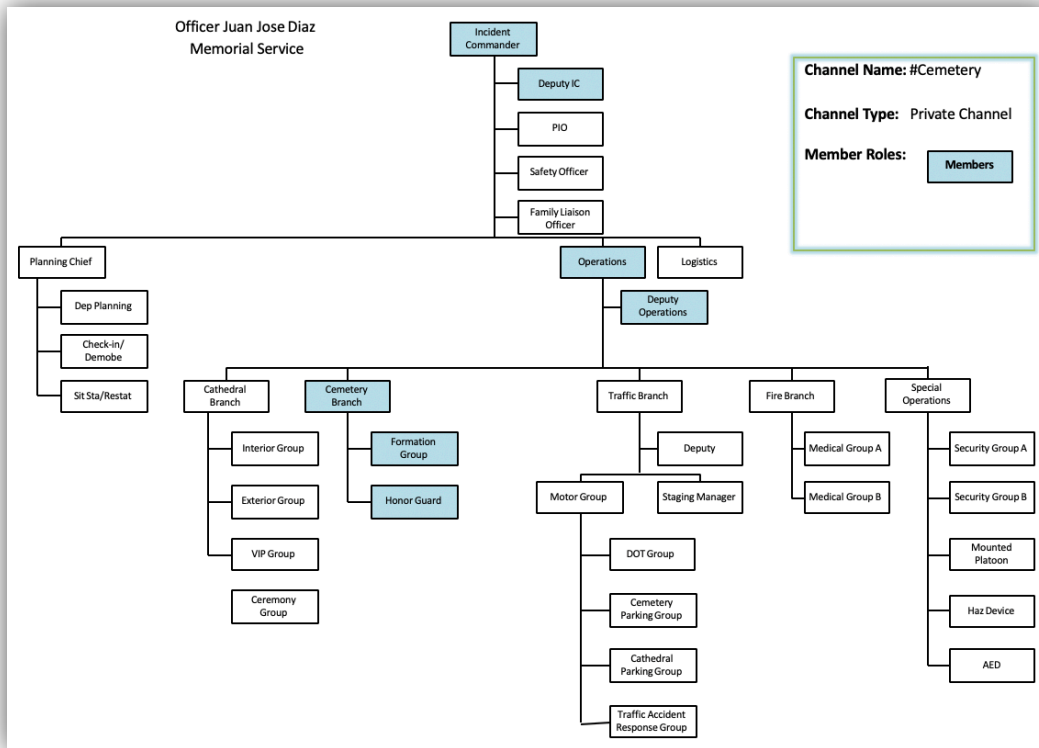 Officer Juan Jose Diaz
Memorial Service
Incident
Commander
Channel Name: #Cemetery
Channel Type: Private Channel
Member Roles:
Members
Deputy IC
PIO
Safety Officer
Family Liaison
Officer
Planning Chief
Operations
Logistics
Dep Planning
Check-in/
Demobe
Sit Sta/Restat
Deputy
Operations
Cathedral
Branch
Cemetery
Branch
Traffic Branch
Fire Branch
Special
Operations
Interior Group
Exterior Group
VIP Group
Ceremony
Group
Formation
Group
Honor Guard
Deputy
Motor Group
Staging Manager
DOT Group
Cemetery
Parking Group
Cathedral
Parking Group
Traffic Accident
Response Group
Medical Group A
Medical Group B
Security Group A
Security Group B
Mounted
Platoon
Haz Device
AED